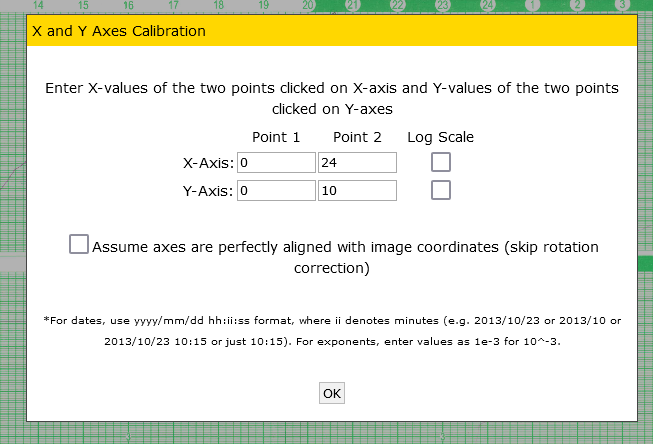 14 15 16 17 18 19 20 21 22 23 24 1 2 3
X and Y Axes Calibration
Enter X-values of the two points clicked on X-axis and Y-values of the two points
clicked on Y-axes
Point 1 Point 2 Log Scale
X-Axis: 0 24
Y-Axis: 0 10
Assume axes are perfectly aligned with image coordinates (skip rotation
correction)
*For dates, use yyyy/mm/dd hh:ii:ss format, where ii denotes minutes (e.g. 2013/10/23 or 2013/10 or
2013/10/23 10:15 or just 10:15). For exponents, enter values as 1e-3 for 10^-3.
OK